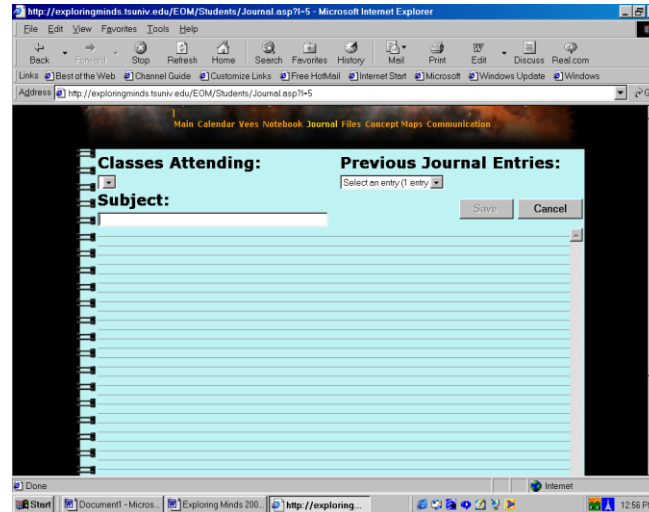 http://exploringminds.tsuniv.edu/EOM/Students/Journal.asp?I=5 - Microsoft Internet Explorer
File Edit View Favorites Tools Help
Back Forward Stop Refresh Home Search Favorites History Mail Print Edit Discuss Real.com
Links Best of the Web Channel Guide Customize Links Free HotMail Internet Start Microsoft Windows Update Windows
Address http://exploringminds.tsuniv.edu/EOM/Students/Journal.asp?I=5
Main Calendar Vees Notebook Journal Files Concept Maps Communication
Classes Attending: Previous Journal Entries:
Select an entry (1 entry
Subject:
Save Cancel
Done Internet
Start Document1 - Micros... Exploring Minds 200... http://exploring... 12:56 P